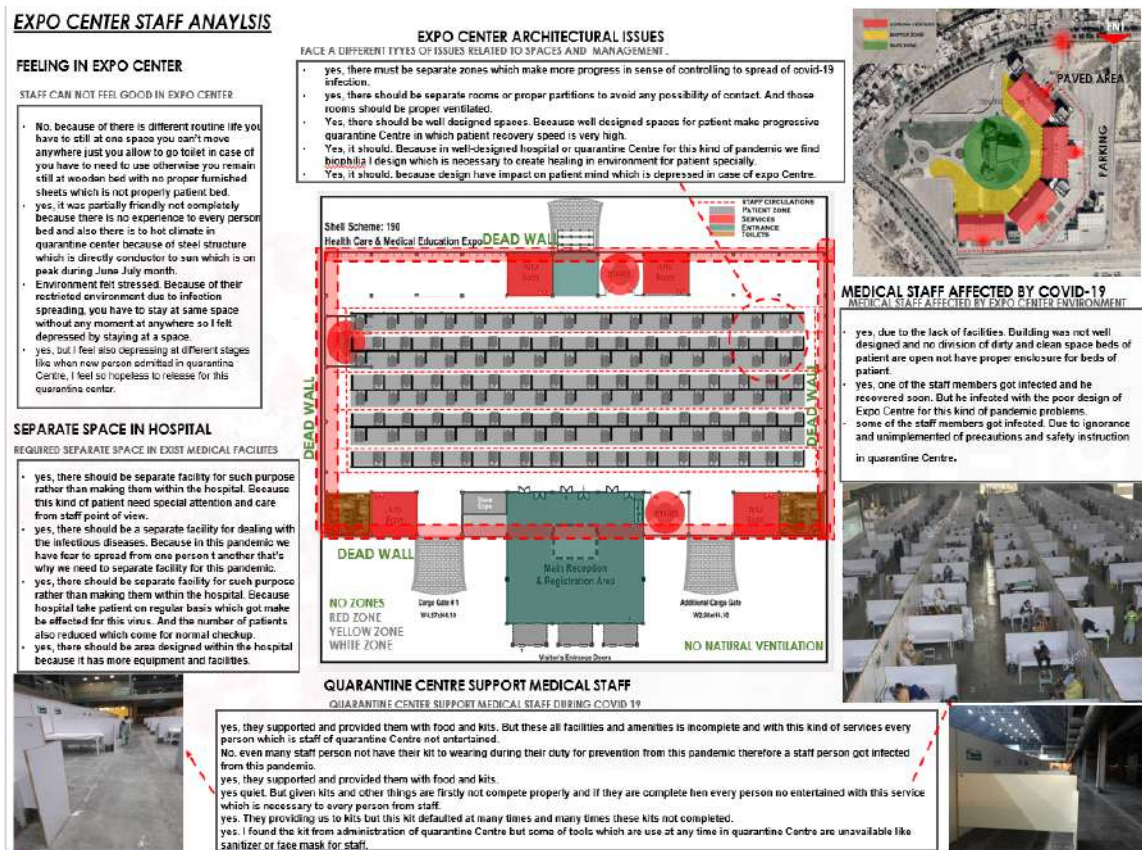 EXPO CENTER STAFF ANAYLSIS
FEELING IN EXPO CENTER
STAFF CAN NOT FEEL GOOD IN EXPO CENTER
• No. because of there is different routine life you
have to still at one space you can't move
anywhere just you allow to go toilet in case of
you have to need to use otherwise you remain
still at wooden bed with no proper furnished
sheets which is not properly patient bed.
• yes, it was partially friendly not completely
because there is no experience to every person
bed and also there is to hot climate in
quarantine center because of steel structure
which is directly conductor to sun which is on
peak during June July month.
• Environment felt stressed. Because of their
restricted environment due to infection
spreading, you have to stay at same space
without any moment at anywhere so I felt
depressed by staying at a space.
• yes, but I feel also depressing at different stages
like when new person admitted in quarantine
Centre, I feel so hopeless to release for this
quarantine center.
SEPARATE SPACE IN HOSPITAL
REQUIRED SEPARATE SPACE IN EXIST MEDICAL FACILITES
• yes, there should be separate facility for such purpose
rather than making them within the hospital. Because
this kind of patient need special attention and care
from staff point of view.
• yes, there should be a separate facility for dealing with
the infectious diseases. Because in this pandemic we
have fear to spread from one person t another that's
why we need to separate facility for this pandemic.
• yes, there should be separate facility for such purpose
rather than making them within the hospital. Because
hospital take patient on regular basis which got make
be effected for this virus. And the number of patients
also reduced which come for normal checkup.
• yes, there should be area designed within the hospital
because it has more equipment and facilities.
EXPO CENTER ARCHITECTURAL ISSUES
FACE A DIFFERENT TYYES OF ISSUES RELATED TO SPACES AND MANAGEMENT .
• yes, there must be separate zones which make more progress in sense of controlling to spread of covid-19
infection.
• yes, there should be separate rooms or proper partitions to avoid any possibility of contact. And those
rooms should be proper ventilated.
• Yes, there should be well designed spaces. Because well designed spaces for patient make progressive
quarantine Centre in which patient recovery speed is very high.
• Yes, it should. Because in well-designed hospital or quarantine Centre for this kind of pandemic we find
biophilia I design which is necessary to create healing in environment for patient specially.
• Yes, it should. because design have impact on patient mind which is depressed in case of expo Centre.
STAFF CIRCULATIONS
PATIENT ZONE
SERVICES
ENTRANCE
TOILETS
Shell Scheme: 190
Health Care & Medical Education Expo
DEAD WALL
DEAD WALL
DEAD WALL
DEAD WALL
Main Reception
& Registration Area
Cargo Gate # 1
Additional Cargo Gate
NO ZONES
RED ZONE
YELLOW ZONE
WHITE ZONE
NO NATURAL VENTILATION
Visitor's Entrance Doors
ENT
PAVED AREA
PARKING
MEDICAL STAFF AFFECTED BY COVID-19
MEDICAL STAFF AFFECTED BY EXPO CENTER ENVIRONMENT
• yes, due to the lack of facilities. Building was not well
designed and no division of dirty and clean space beds of
patient are open not have proper enclosure for beds of
patient.
• yes, one of the staff members got infected and he
recovered soon. But he infected with the poor design of
Expo Centre for this kind of pandemic problems.
• some of the staff members got infected. Due to ignorance
and unimplemented of precautions and safety instruction
in quarantine Centre.
QUARANTINE CENTRE SUPPORT MEDICAL STAFF
QUARANTINE CENTER SUPPORT MEDICAL STAFF DURING COVID 19
yes, they supported and provided them with food and kits. But these all facilities and amenities is incomplete and with this kind of services every
person which is staff of quarantine Centre not entertained.
No. even many staff person not have their kit to wearing during their duty for prevention from this pandemic therefore a staff person got infected
from this pandemic.
yes, they supported and provided them with food and kits.
yes quiet. But given kits and other things are firstly not compete properly and if they are complete hen every person no entertained with this service
which is necessary to every person from staff.
yes. They providing us to kits but this kit defaulted at many times and many times these kits not completed.
yes. I found the kit from administration of quarantine Centre but some of tools which are use at any time in quarantine Centre are unavailable like
sanitizer or face mask for staff.